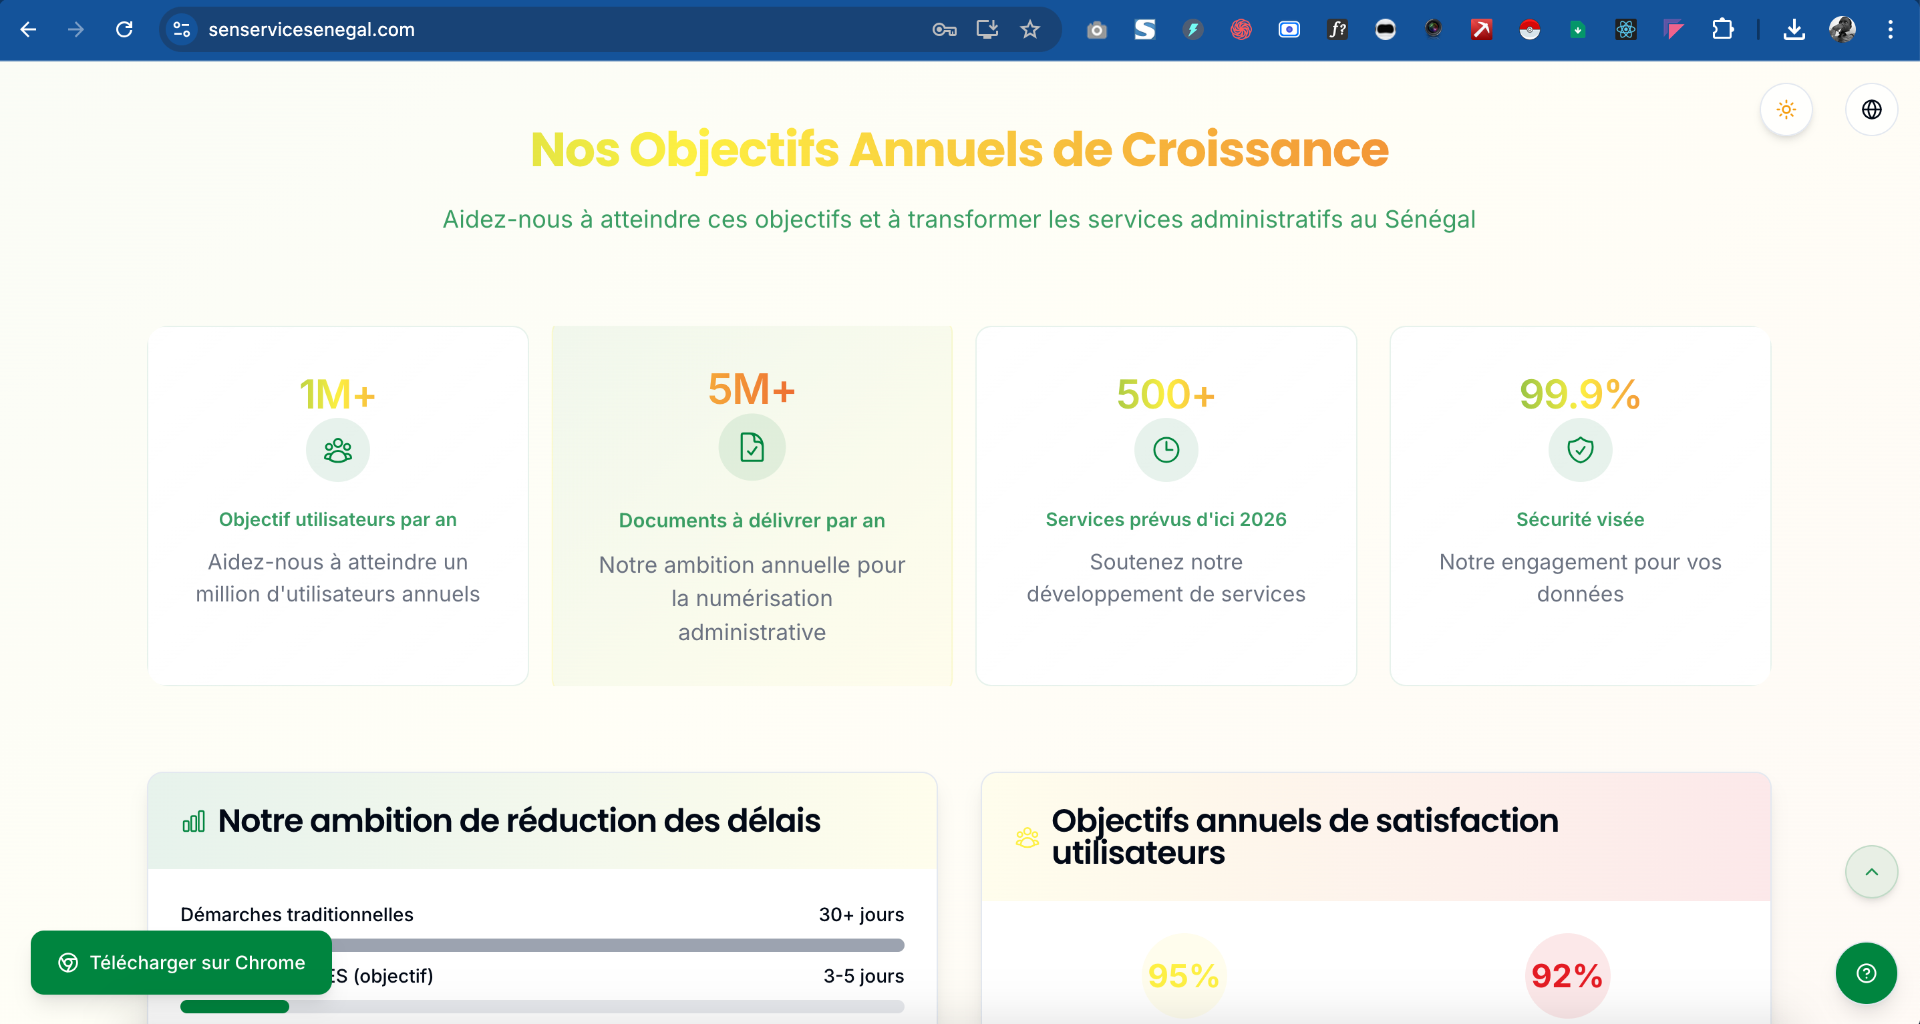 senservicesenegal.com
Nos Objectifs Annuels de Croissance
Aidez-nous à atteindre ces objectifs et à transformer les services administratifs au Sénégal
1M+
Objectif utilisateurs par an
Aidez-nous à atteindre un
million d'utilisateurs annuels
5M+
Documents à délivrer par an
Notre ambition annuelle pour
la numérisation
administrative
500+
Services prévus d'ici 2026
Soutenez notre
développement de services
99.9%
Sécurité visée
Notre engagement pour vos
données
Notre ambition de réduction des délais
Démarches traditionnelles
30+ jours
ES (objectif)
3-5 jours
Télécharger sur Chrome
Objectifs annuels de satisfaction
utilisateurs
95%
92%